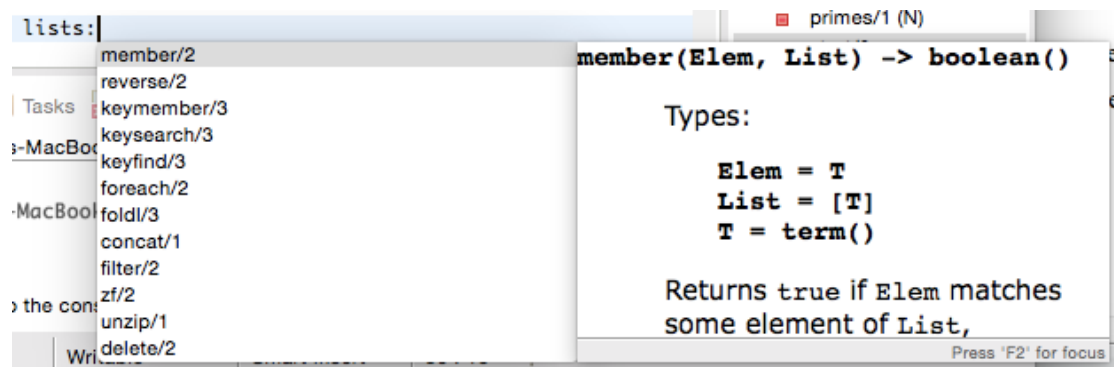 lists:
primes/1 (N)
member/2
reverse/2
keymember/3
keysearch/3
keyfind/3
foreach/2
foldl/3
concat/1
filter/2
zf/2
unzip/1
delete/2
member(Elem, List) -> boolean()
Types:
Elem = T
List = [T]
T = term()
Returns true if Elem matches
some element of List,
Press 'F2' for focus
Tasks
-MacBook
the